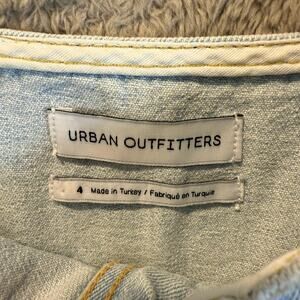 URBAN OUTFITTERS
4 Made in Turkey / Fabriqué en Turquie